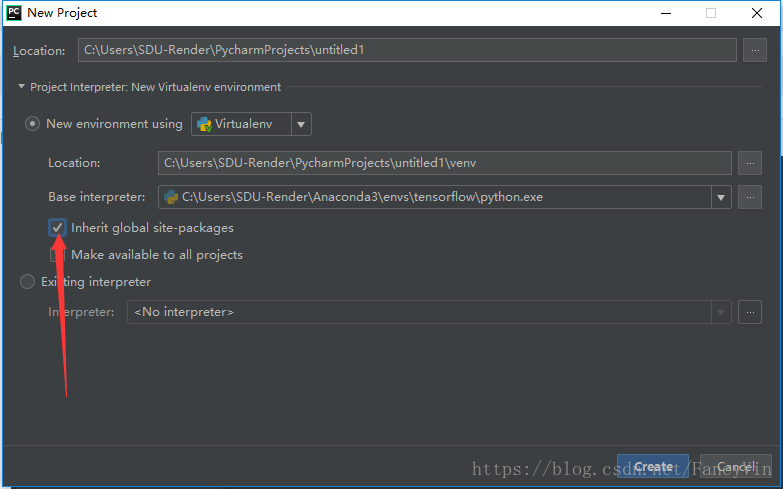 PC New Project
Location: C:\Users\SDU-Render\PycharmProjects\untitled1 ...
Project Interpreter: New Virtualenv environment
New environment using Virtualenv
Location: C:\Users\SDU-Render\PycharmProjects\untitled1\venv ...
Base interpreter: C:\Users\SDU-Render\Anaconda3\envs\tensorflow\python.exe ...
Inherit global site-packages
Make available to all projects
Existing interpreter
Interpreter: <No interpreter> ...
Create Cancel
https://blog.csdn.net/Fancyvin